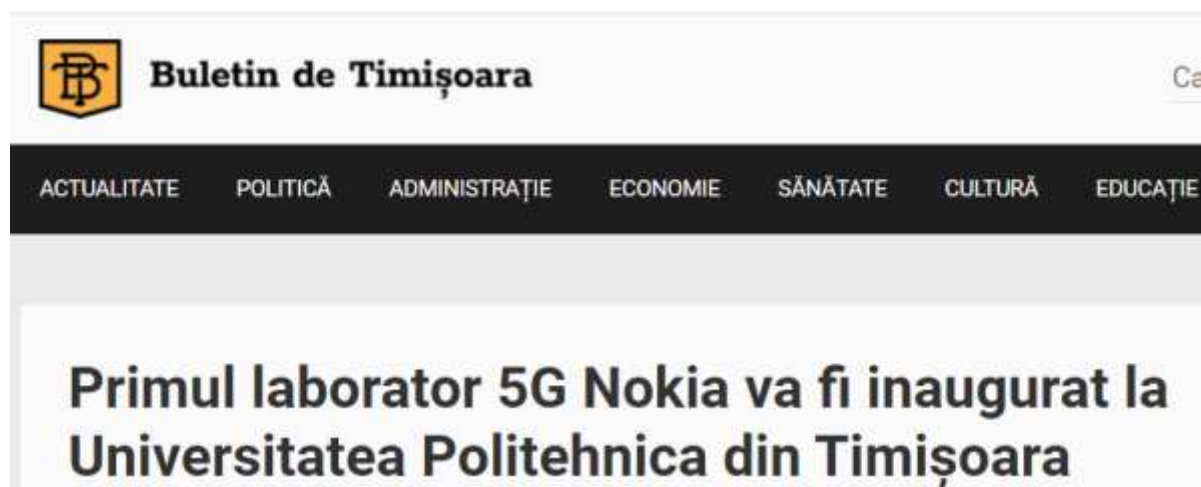 Buletin de Timișoara
ACTUALITATE POLITICĂ ADMINISTRAȚIE ECONOMIE SĂNĂTATE CULTURĂ EDUCAȚIE
Primul laborator 5G Nokia va fi inaugurat la
Universitatea Politehnica din Timișoara